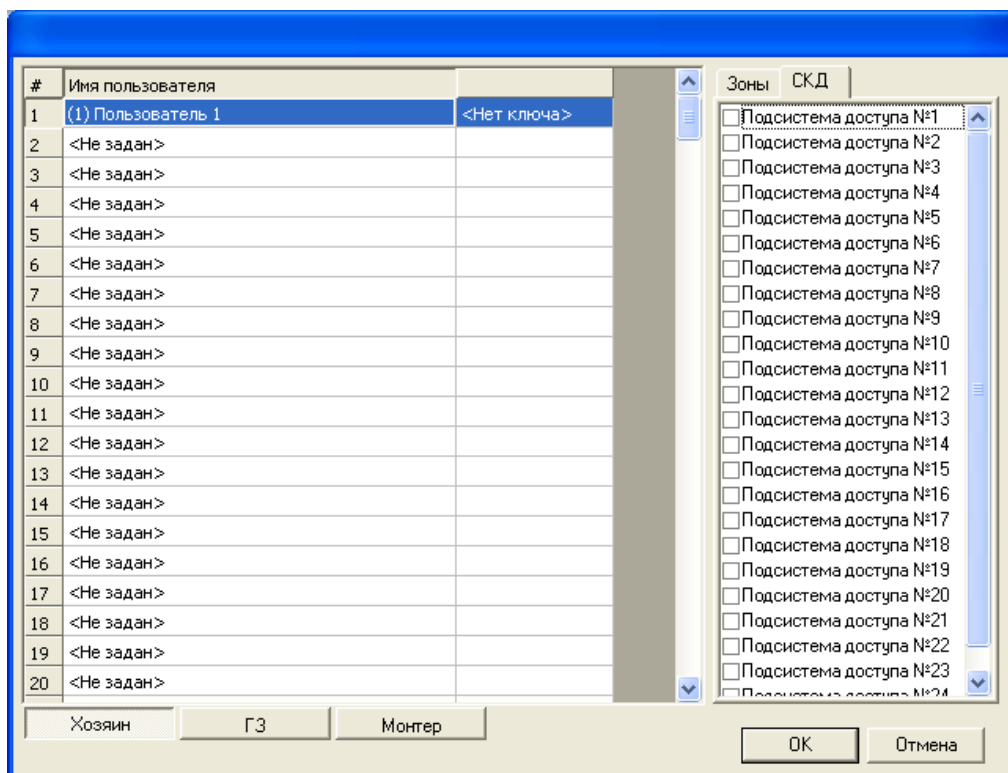 # Имя пользователя
1 (1) Пользователь 1 <Нет ключа>
2 <Не задан>
3 <Не задан>
4 <Не задан>
5 <Не задан>
6 <Не задан>
7 <Не задан>
8 <Не задан>
9 <Не задан>
10 <Не задан>
11 <Не задан>
12 <Не задан>
13 <Не задан>
14 <Не задан>
15 <Не задан>
16 <Не задан>
17 <Не задан>
18 <Не задан>
19 <Не задан>
20 <Не задан>
Хозяин ГЗ Монтер
Зоны СКД
Подсистема доступа №1
Подсистема доступа №2
Подсистема доступа №3
Подсистема доступа №4
Подсистема доступа №5
Подсистема доступа №6
Подсистема доступа №7
Подсистема доступа №8
Подсистема доступа №9
Подсистема доступа №10
Подсистема доступа №11
Подсистема доступа №12
Подсистема доступа №13
Подсистема доступа №14
Подсистема доступа №15
Подсистема доступа №16
Подсистема доступа №17
Подсистема доступа №18
Подсистема доступа №19
Подсистема доступа №20
Подсистема доступа №21
Подсистема доступа №22
Подсистема доступа №23
Подсистема доступа №24
OK Отмена